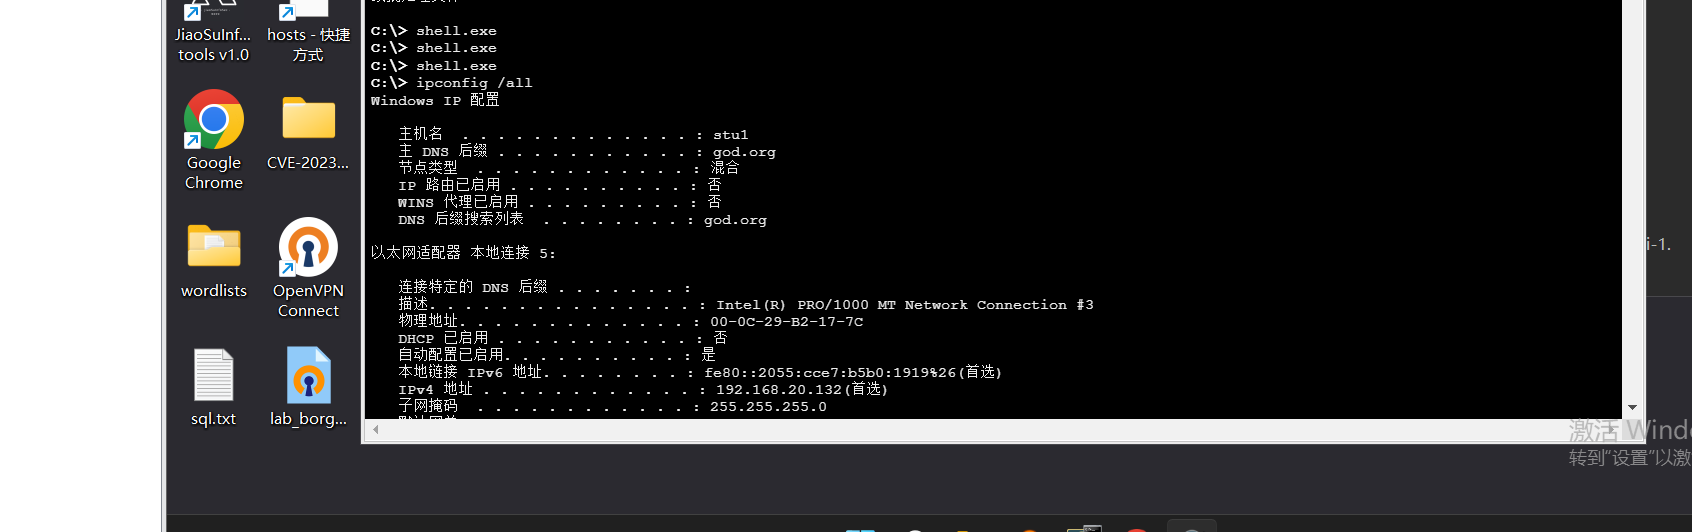 JiaoSuInf...
tools v1.0
hosts - 快捷
方式
Google
Chrome
CVE-2023...
wordlists
OpenVPN
Connect
sql.txt
lab_borg...
C:\> shell.exe
C:\> shell.exe
C:\> shell.exe
C:\> ipconfig /all
Windows IP 配置
主机名 . . . . . . . . . . . . . : stu1
主 DNS 后缀 . . . . . . . . . . . : god.org
节点类型 . . . . . . . . . . . . : 混合
IP 路由已启用 . . . . . . . . . . : 否
WINS 代理已启用 . . . . . . . . . : 否
DNS 后缀搜索列表 . . . . . . . . : god.org
以太网适配器 本地连接 5:
连接特定的 DNS 后缀 . . . . . . . :
描述. . . . . . . . . . . . . . . : Intel(R) PRO/1000 MT Network Connection #3
物理地址. . . . . . . . . . . . . : 00-0C-29-B2-17-7C
DHCP 已启用 . . . . . . . . . . . : 否
自动配置已启用. . . . . . . . . . : 是
本地链接 IPv6 地址. . . . . . . . : fe80::2055:cce7:b5b0:1919%26(首选)
IPv4 地址 . . . . . . . . . . . . : 192.168.20.132(首选)
子网掩码 . . . . . . . . . . . . : 255.255.255.0
i-1.
激活 Windo
转到"设置"以激